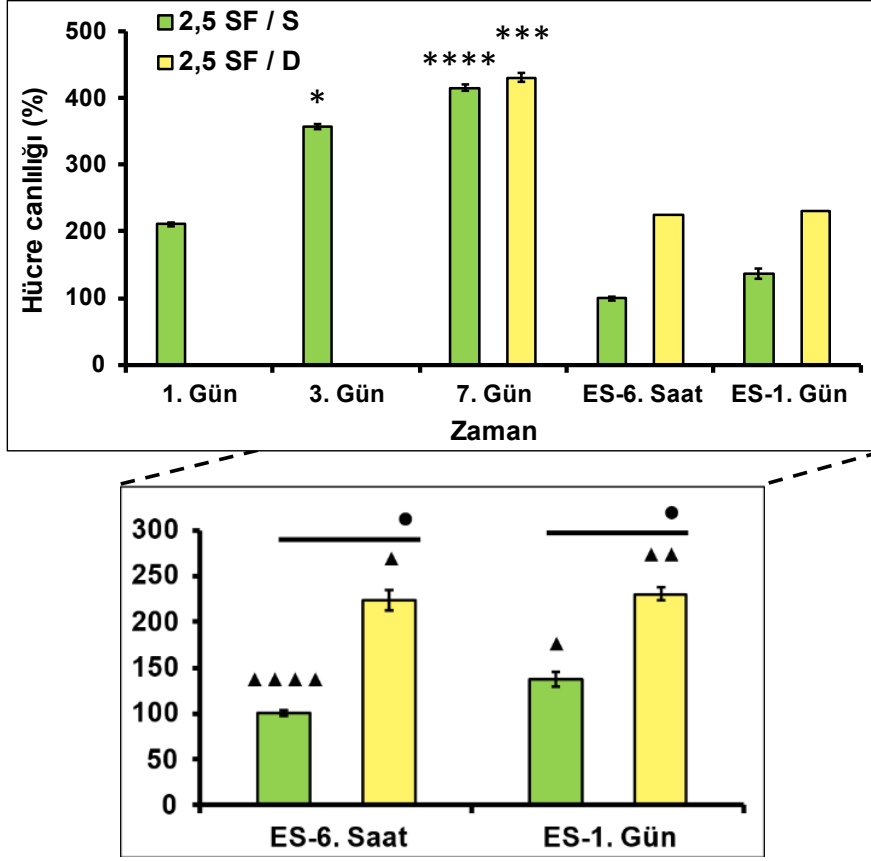 2,5 SF / S
2,5 SF / D
Hücre canlılığı (%)
500
400
300
200
100
0
*
****
***
1. Gün 3. Gün 7. Gün ES-6. Saat ES-1. Gün
Zaman
300
250
200
150
100
50
0
ES-6. Saat ES-1. Gün